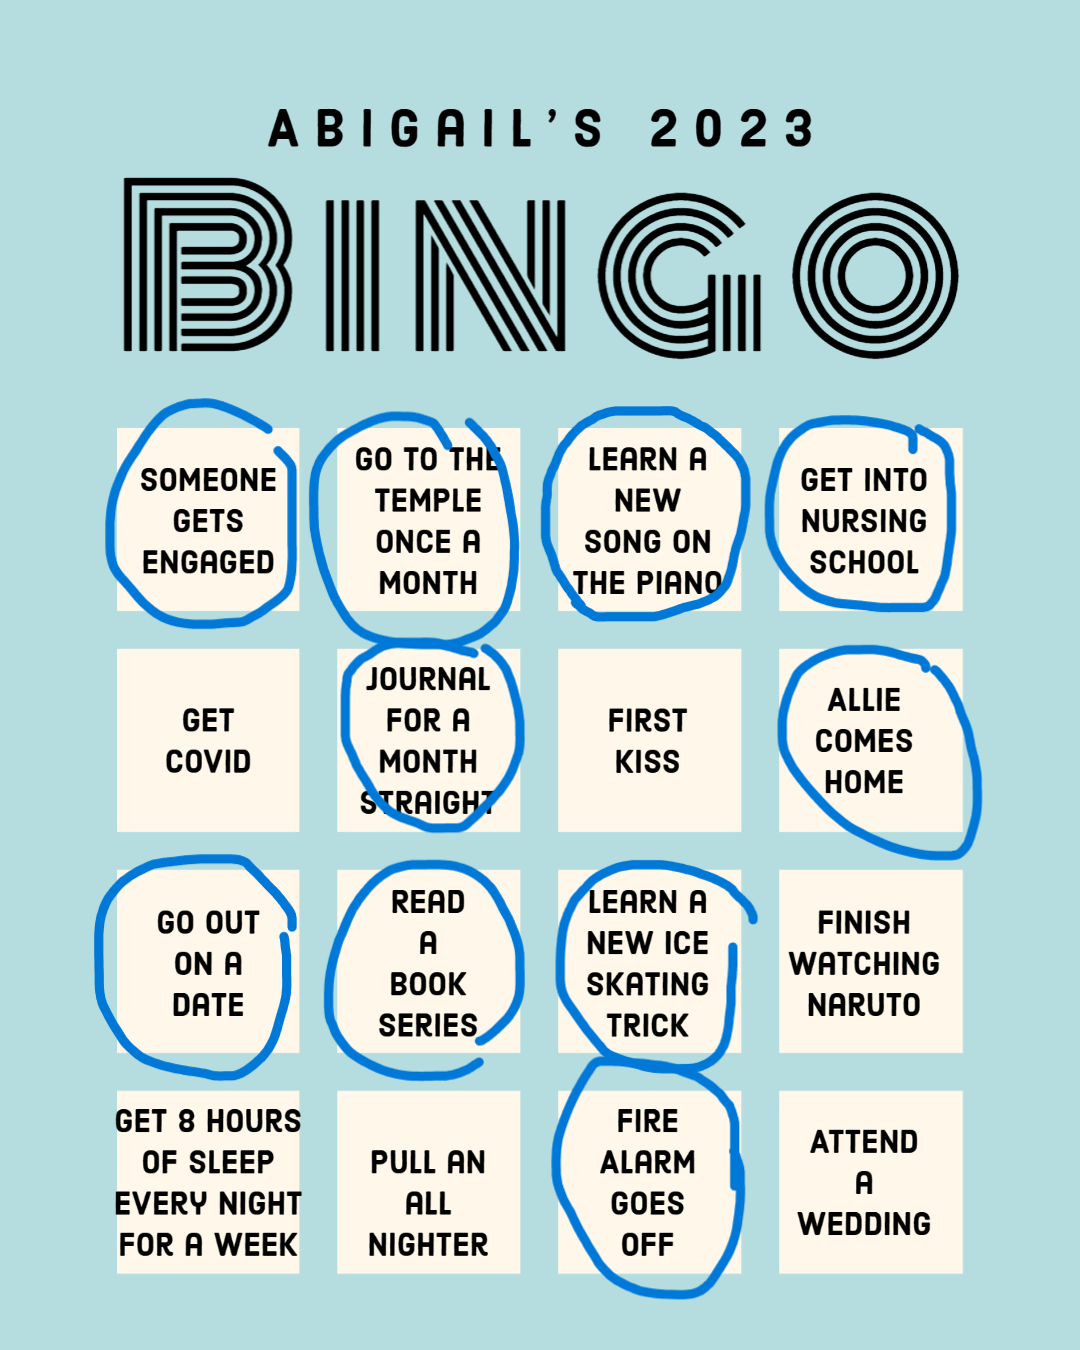 ABIGAIL'S 2023
BINGO
SOMEONE
GETS
ENGAGED
GO TO THE
TEMPLE
ONCE A
MONTH
LEARN A
NEW
SONG ON
THE PIANO
GET INTO
NURSING
SCHOOL
GET
COVID
JOURNAL
FOR A
MONTH
STRAIGHT
FIRST
KISS
ALLIE
COMES
HOME
GO OUT
ON A
DATE
READ
A
BOOK
SERIES
LEARN A
NEW ICE
SKATING
TRICK
FINISH
WATCHING
NARUTO
GET 8 HOURS
OF SLEEP
EVERY NIGHT
FOR A WEEK
PULL AN
ALL
NIGHTER
FIRE
ALARM
GOES
OFF
ATTEND
A
WEDDING